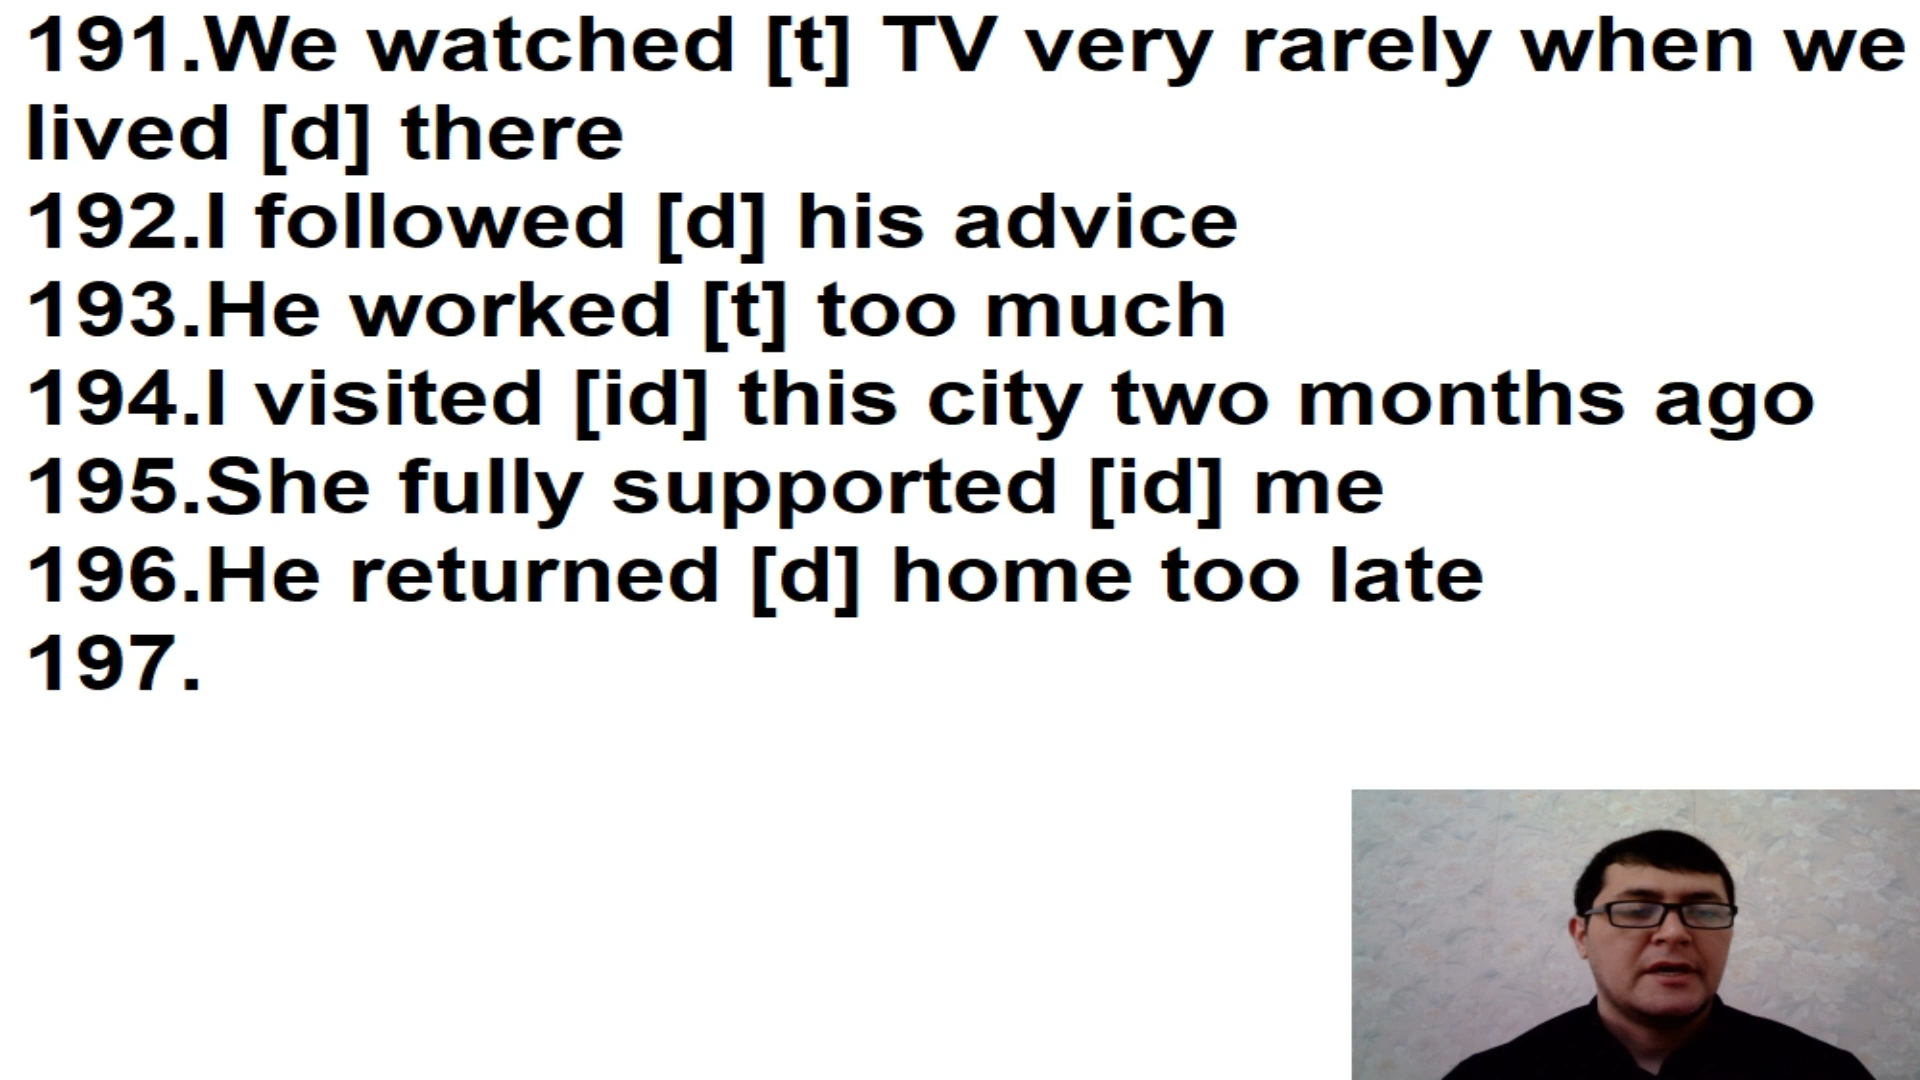 191.We watched [t] TV very rarely when we
lived [d] there
192.I followed [d] his advice
193.He worked [t] too much
194.I visited [id] this city two months ago
195.She fully supported [id] me
196.He returned [d] home too late
197.